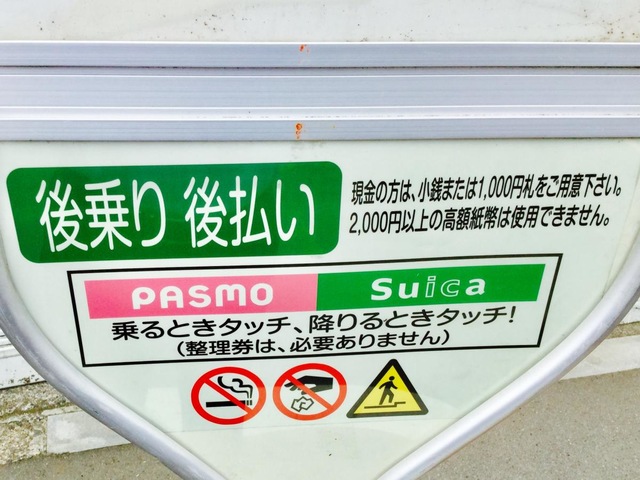 後乗り 後払い
現金の方は、小銭または1,000円札をご用意下さい。
2,000円以上の高額紙幣は使用できません。
PASMO Suica
乗るときタッチ、降りるときタッチ!
(整理券は、必要ありません)